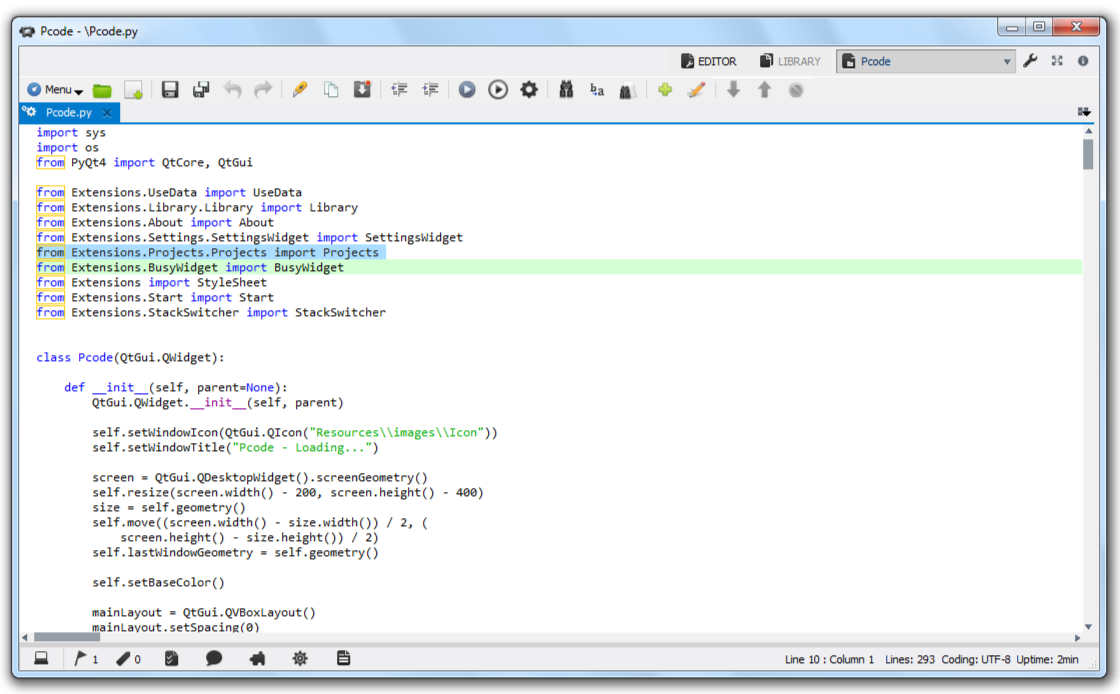 Pcode - \Pcode.py
EDITOR LIBRARY Pcode
Menu
Pcode.py
import sys
import os
from PyQt4 import QtCore, QtGui
from Extensions.UseData import UseData
from Extensions.Library.Library import Library
from Extensions.About import About
from Extensions.Settings.SettingsWidget import SettingsWidget
from Extensions.Projects.Projects import Projects
from Extensions.BusyWidget import BusyWidget
from Extensions import StyleSheet
from Extensions.Start import Start
from Extensions.StackSwitcher import StackSwitcher
class Pcode(QtGui.QWidget):
def __init__(self, parent=None):
QtGui.QWidget.__init__(self, parent)
self.setWindowIcon(QtGui.QIcon("Resources\\images\\Icon"))
self.setWindowTitle("Pcode - Loading...")
screen = QtGui.QDesktopWidget().screenGeometry()
self.resize(screen.width() - 200, screen.height() - 400)
size = self.geometry()
self.move((screen.width() - size.width()) / 2, (
screen.height() - size.height()) / 2)
self.lastWindowGeometry = self.geometry()
self.setBaseColor()
mainLayout = QtGui.QVBoxLayout()
mainLayout.setSpacing(0)
1 0 Line 10 : Column 1 Lines: 293 Coding: UTF-8 Uptime: 2min